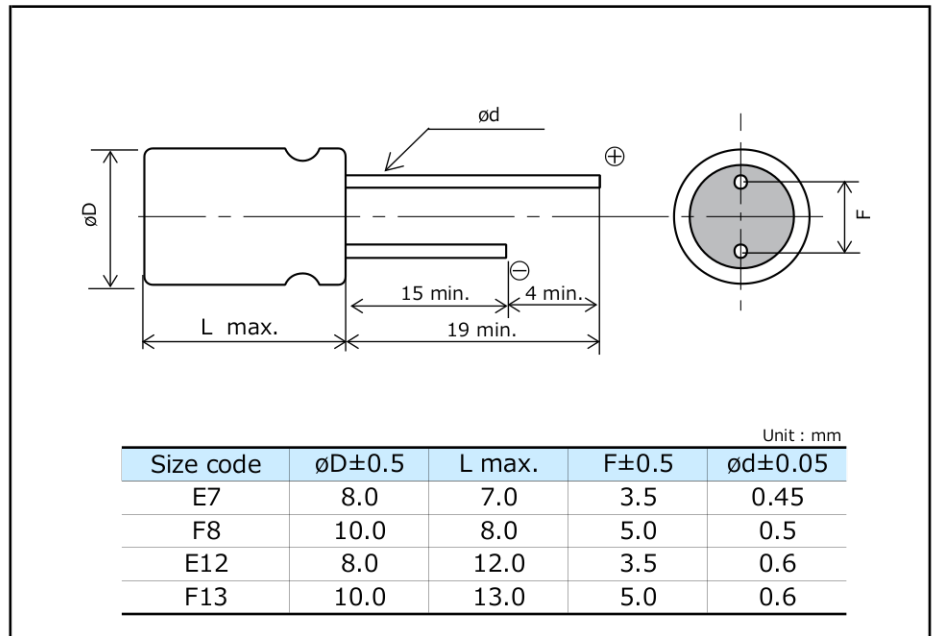 ød
⊕
øD
F
⊖
15 min.
4 min.
L max.
19 min.
Unit : mm
Size code øD±0.5 L max. F±0.5 ød±0.05
E7 8.0 7.0 3.5 0.45
F8 10.0 8.0 5.0 0.5
E12 8.0 12.0 3.5 0.6
F13 10.0 13.0 5.0 0.6